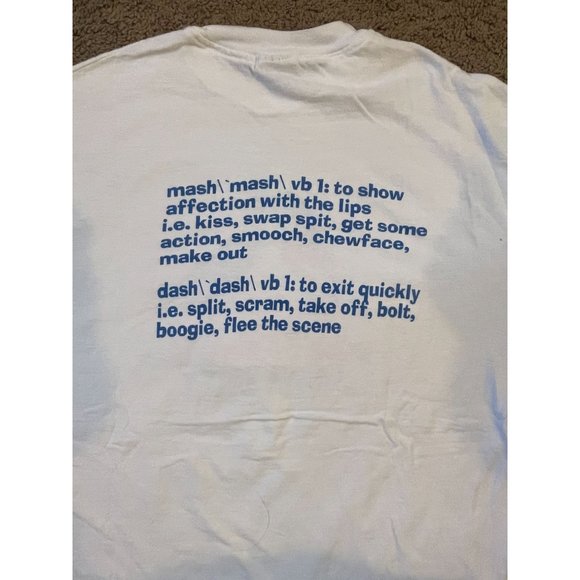 mash\`mash\ vb 1: to show
affection with the lips
i.e. kiss, swap spit, get some
action, smooch, chewface,
make out
dash\`dash\ vb 1: to exit quickly
i.e. split, scram, take off, bolt,
boogie, flee the scene